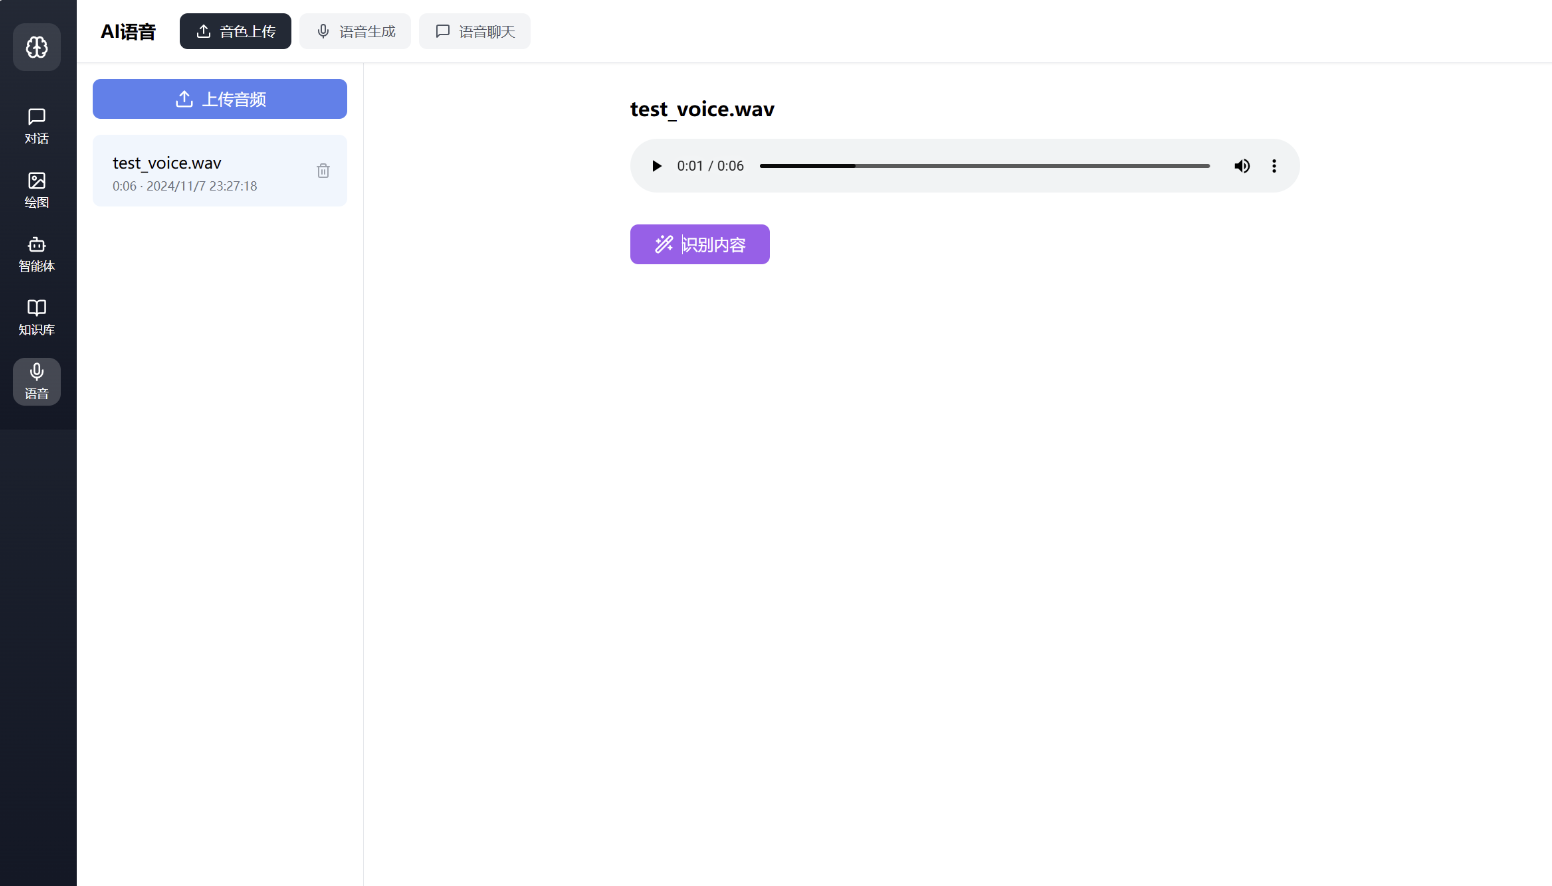 AI语音
音色上传
语音生成
语音聊天
对话
绘图
智能体
知识库
语音
上传音频
test_voice.wav
0:06 · 2024/11/7 23:27:18
test_voice.wav
0:01 / 0:06
识别内容